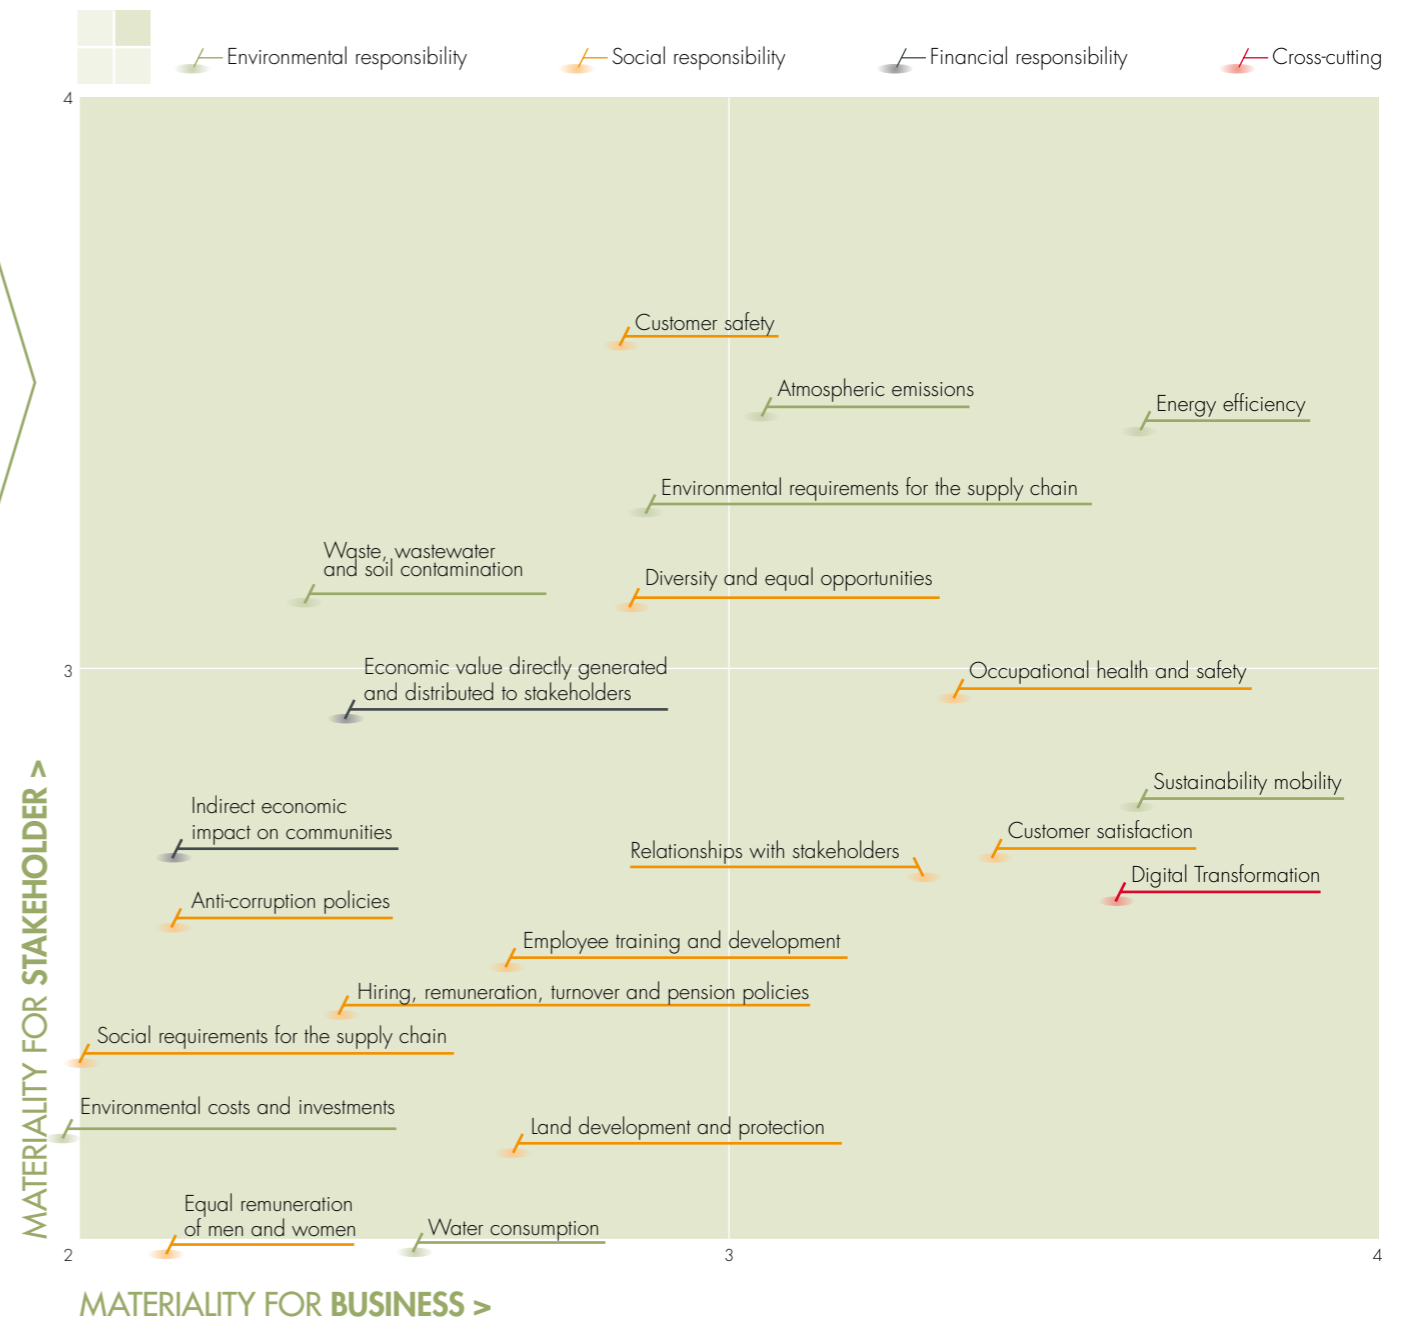 Environmental responsibility
Social responsibility
Financial responsibility
Cross-cutting
4
Customer safety
Atmospheric emissions
Energy efficiency
Environmental requirements for the supply chain
Waste, wastewater
and soil contamination
Diversity and equal opportunities
3
Economic value directly generated
and distributed to stakeholders
Occupational health and safety
Sustainability mobility
Indirect economic
impact on communities
Customer satisfaction
Relationships with stakeholders
Digital Transformation
Anti-corruption policies
Employee training and development
Hiring, remuneration, turnover and pension policies
Social requirements for the supply chain
Environmental costs and investments
Land development and protection
Equal remuneration
of men and women
Water consumption
MATERIALITY FOR STAKEHOLDER >
2
3
4
MATERIALITY FOR BUSINESS >